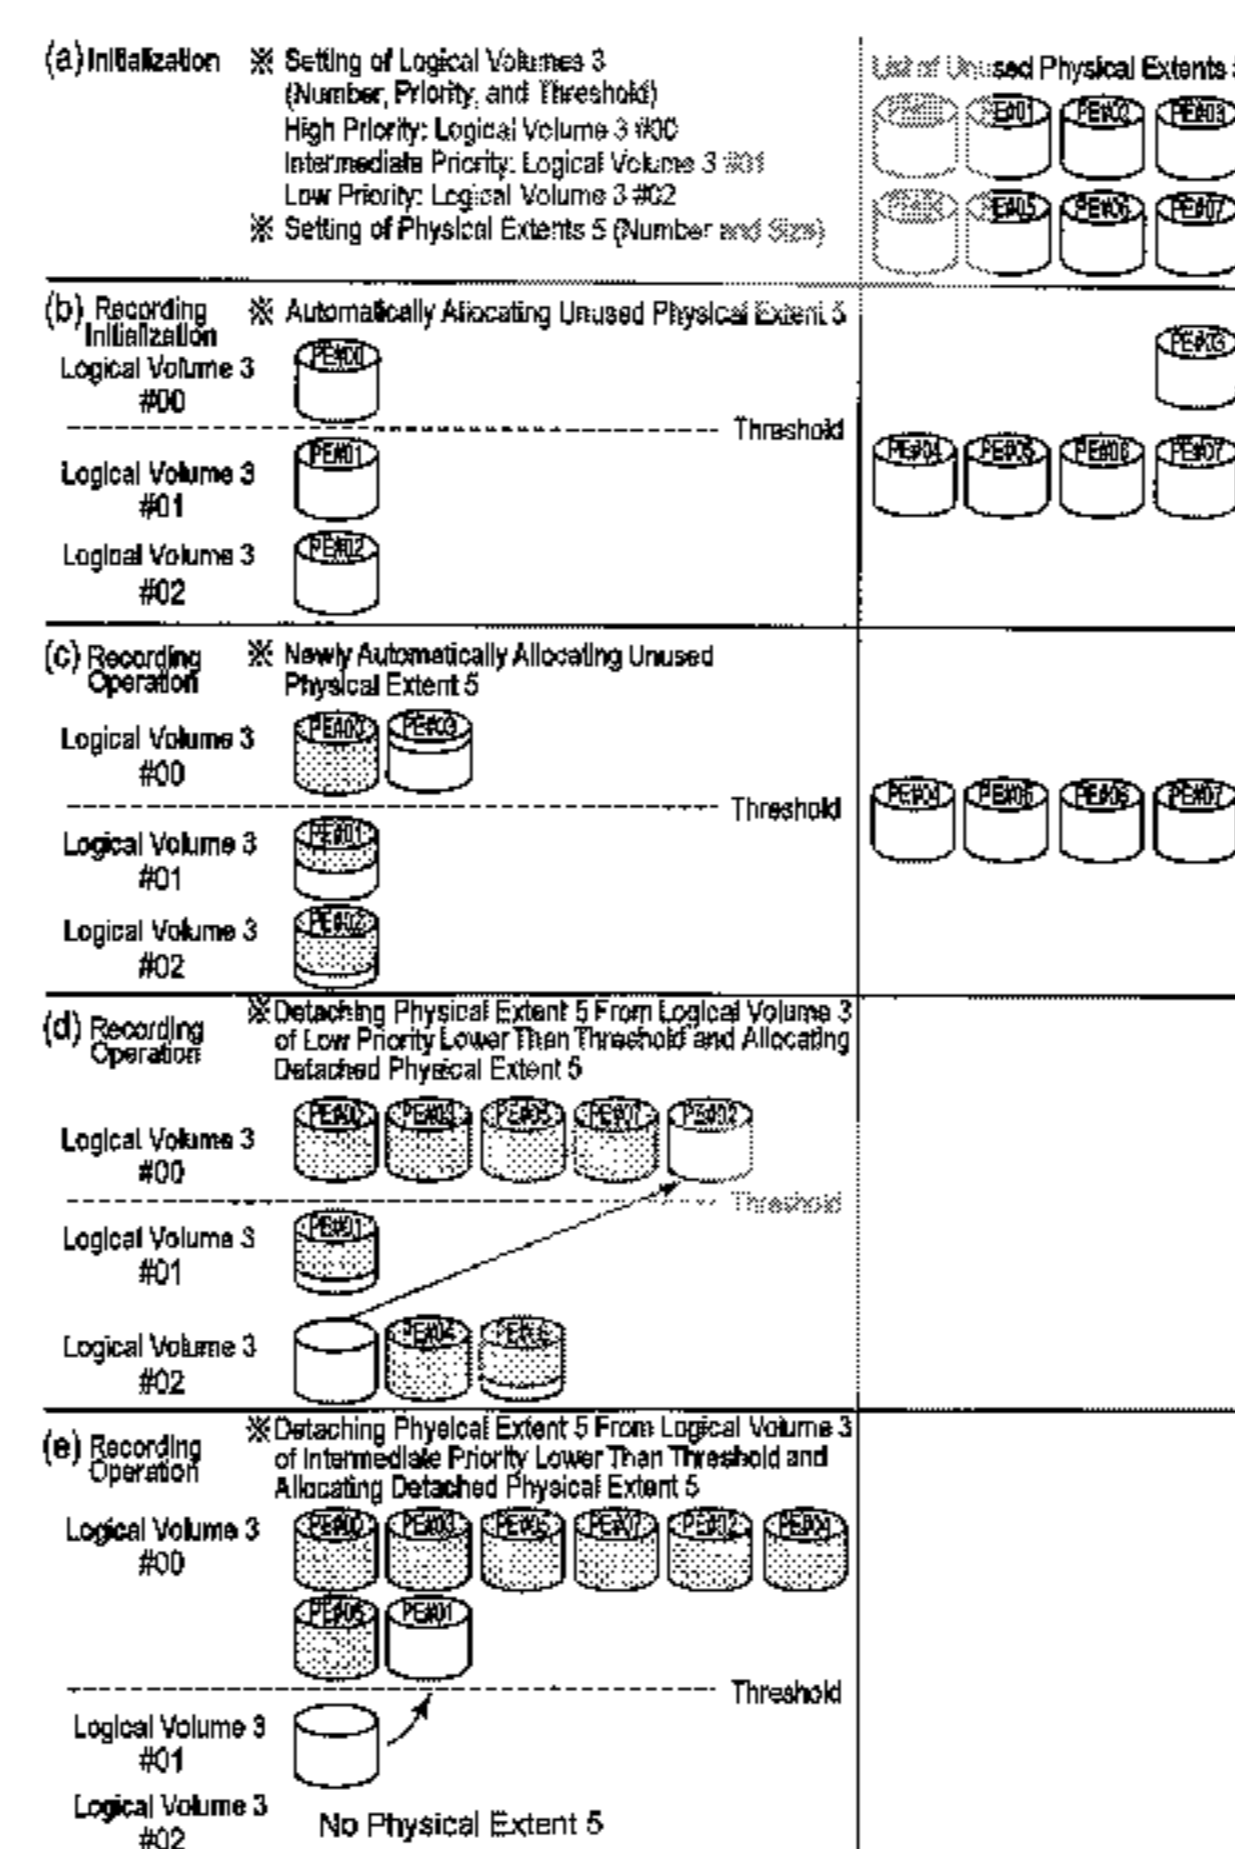 (a) Initialization ※ Setting of Logical Volumes 3
(Number, Priority, and Threshold)
High Priority: Logical Volume 3 #00
Intermediate Priority: Logical Volume 3 #01
Low Priority: Logical Volume 3 #02
※ Setting of Physical Extents 5 (Number and Size)
List of Unused Physical Extents
PE#01 PE#02 PE#03
PE#05 PE#06 PE#07
(b) Recording
Initialization
※ Automatically Allocating Unused Physical Extent 5
Logical Volume 3
#00
PE#00
PE#03
Threshold
Logical Volume 3
#01
PE#01
PE#04 PE#05 PE#06 PE#07
Logical Volume 3
#02
PE#02
(c) Recording
Operation
※ Newly Automatically Allocating Unused
Physical Extent 5
Logical Volume 3
#00
PE#00 PE#03
Threshold
PE#04 PE#05 PE#06 PE#07
Logical Volume 3
#01
PE#01
Logical Volume 3
#02
PE#02
(d) Recording
Operation
※ Detaching Physical Extent 5 From Logical Volume 3
of Low Priority Lower Than Threshold and Allocating
Detached Physical Extent 5
Logical Volume 3
#00
PE#00 PE#03 PE#07 PE#02
Threshold
Logical Volume 3
#01
PE#01
Logical Volume 3
#02
PE#04
(e) Recording
Operation
※ Detaching Physical Extent 5 From Logical Volume 3
of Intermediate Priority Lower Than Threshold and
Allocating Detached Physical Extent 5
Logical Volume 3
#00
PE#00 PE#03 PE#07 PE#02 PE#04
PE#01
Threshold
Logical Volume 3
#01
Logical Volume 3
#02
No Physical Extent 5